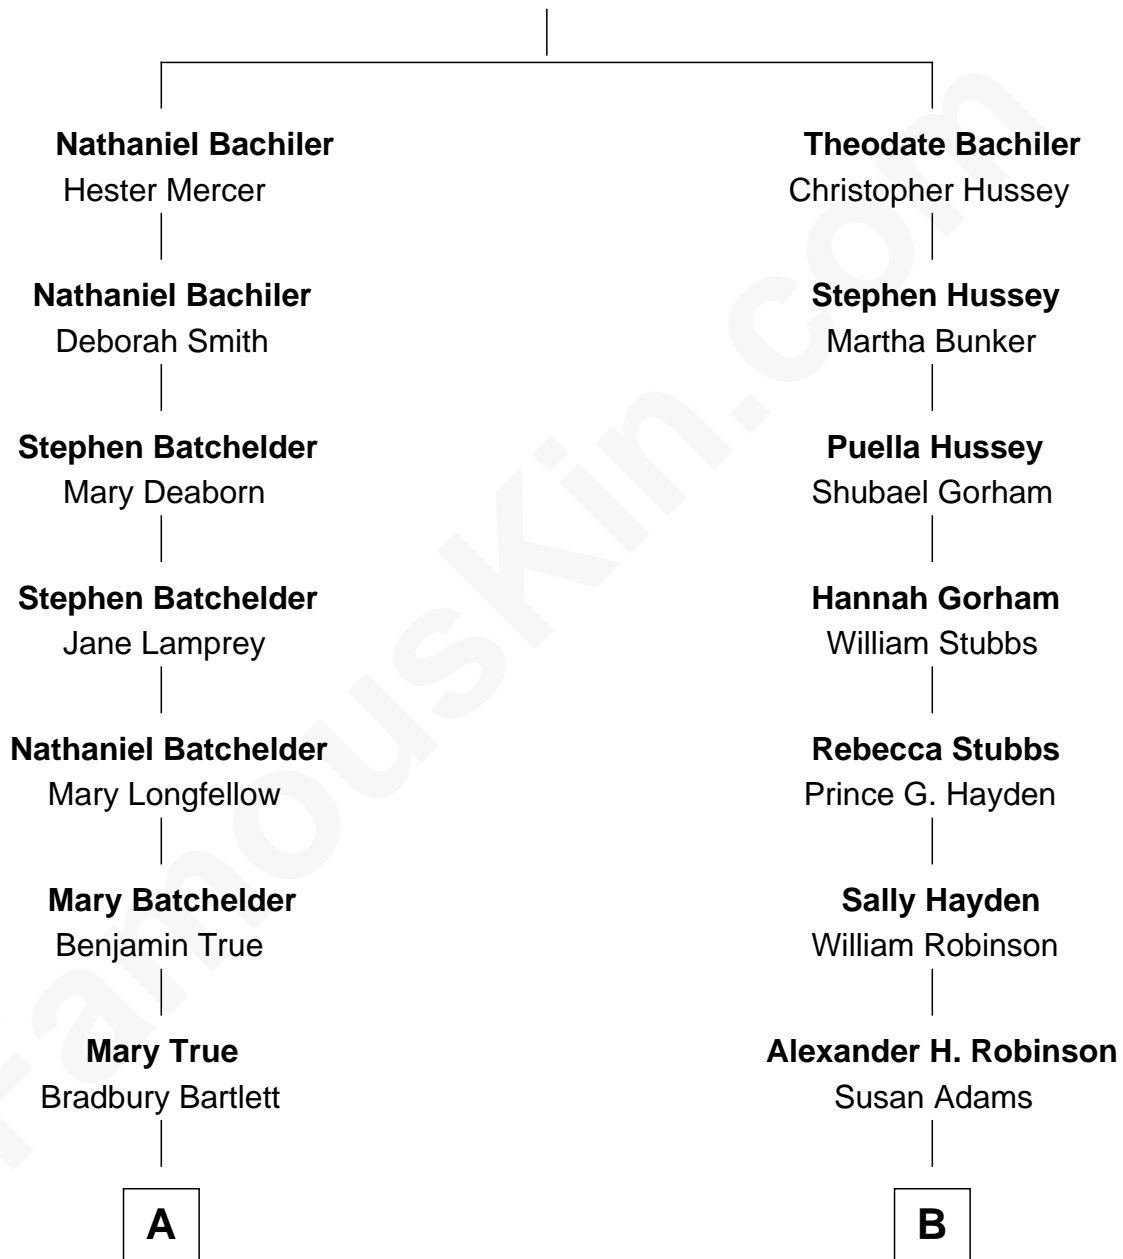 Nathaniel Bachiler
Hester Mercer
Nathaniel Bachiler
Deborah Smith
Stephen Batchelder
Mary Deaborn
Stephen Batchelder
Jane Lamprey
Nathaniel Batchelder
Mary Longfellow
Mary Batchelder
Benjamin True
Mary True
Bradbury Bartlett
A
Theodate Bachiler
Christopher Hussey
Stephen Hussey
Martha Bunker
Puella Hussey
Shubael Gorham
Hannah Gorham
William Stubbs
Rebecca Stubbs
Prince G. Hayden
Sally Hayden
William Robinson
Alexander H. Robinson
Susan Adams
B
FamousKin.com